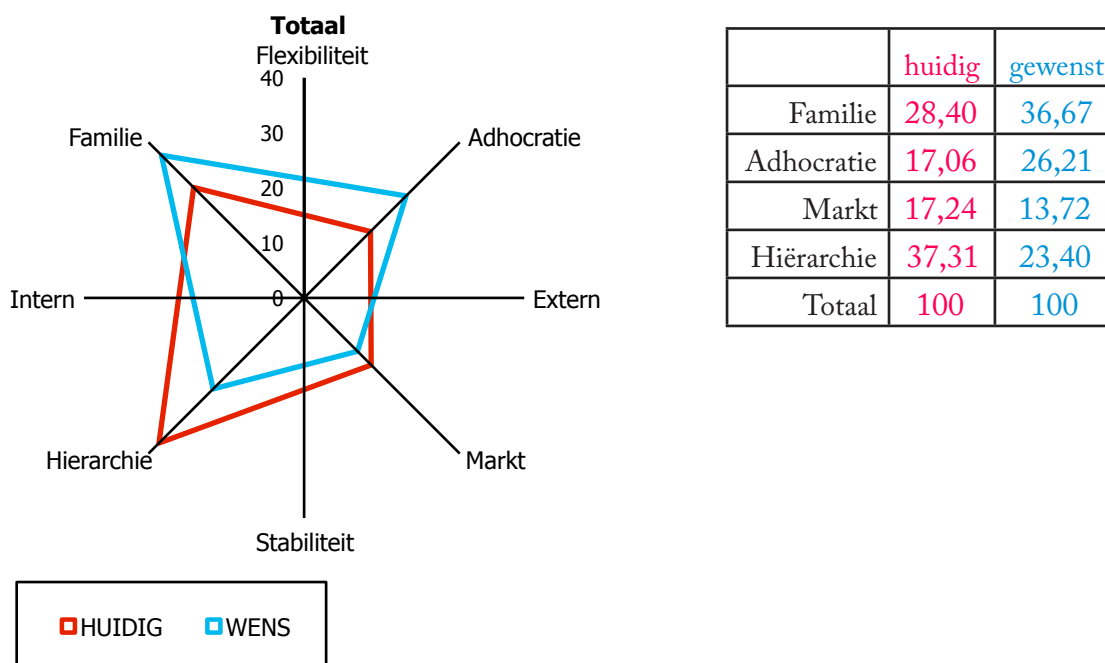 Totaal
Flexibiliteit
40
30
20
10
0
Familie
Adhocratie
Intern
Extern
Hierarchie
Markt
Stabiliteit
HUIDIG WENS
huidig gewenst
Familie 28,40 36,67
Adhocratie 17,06 26,21
Markt 17,24 13,72
Hiërarchie 37,31 23,40
Totaal 100 100